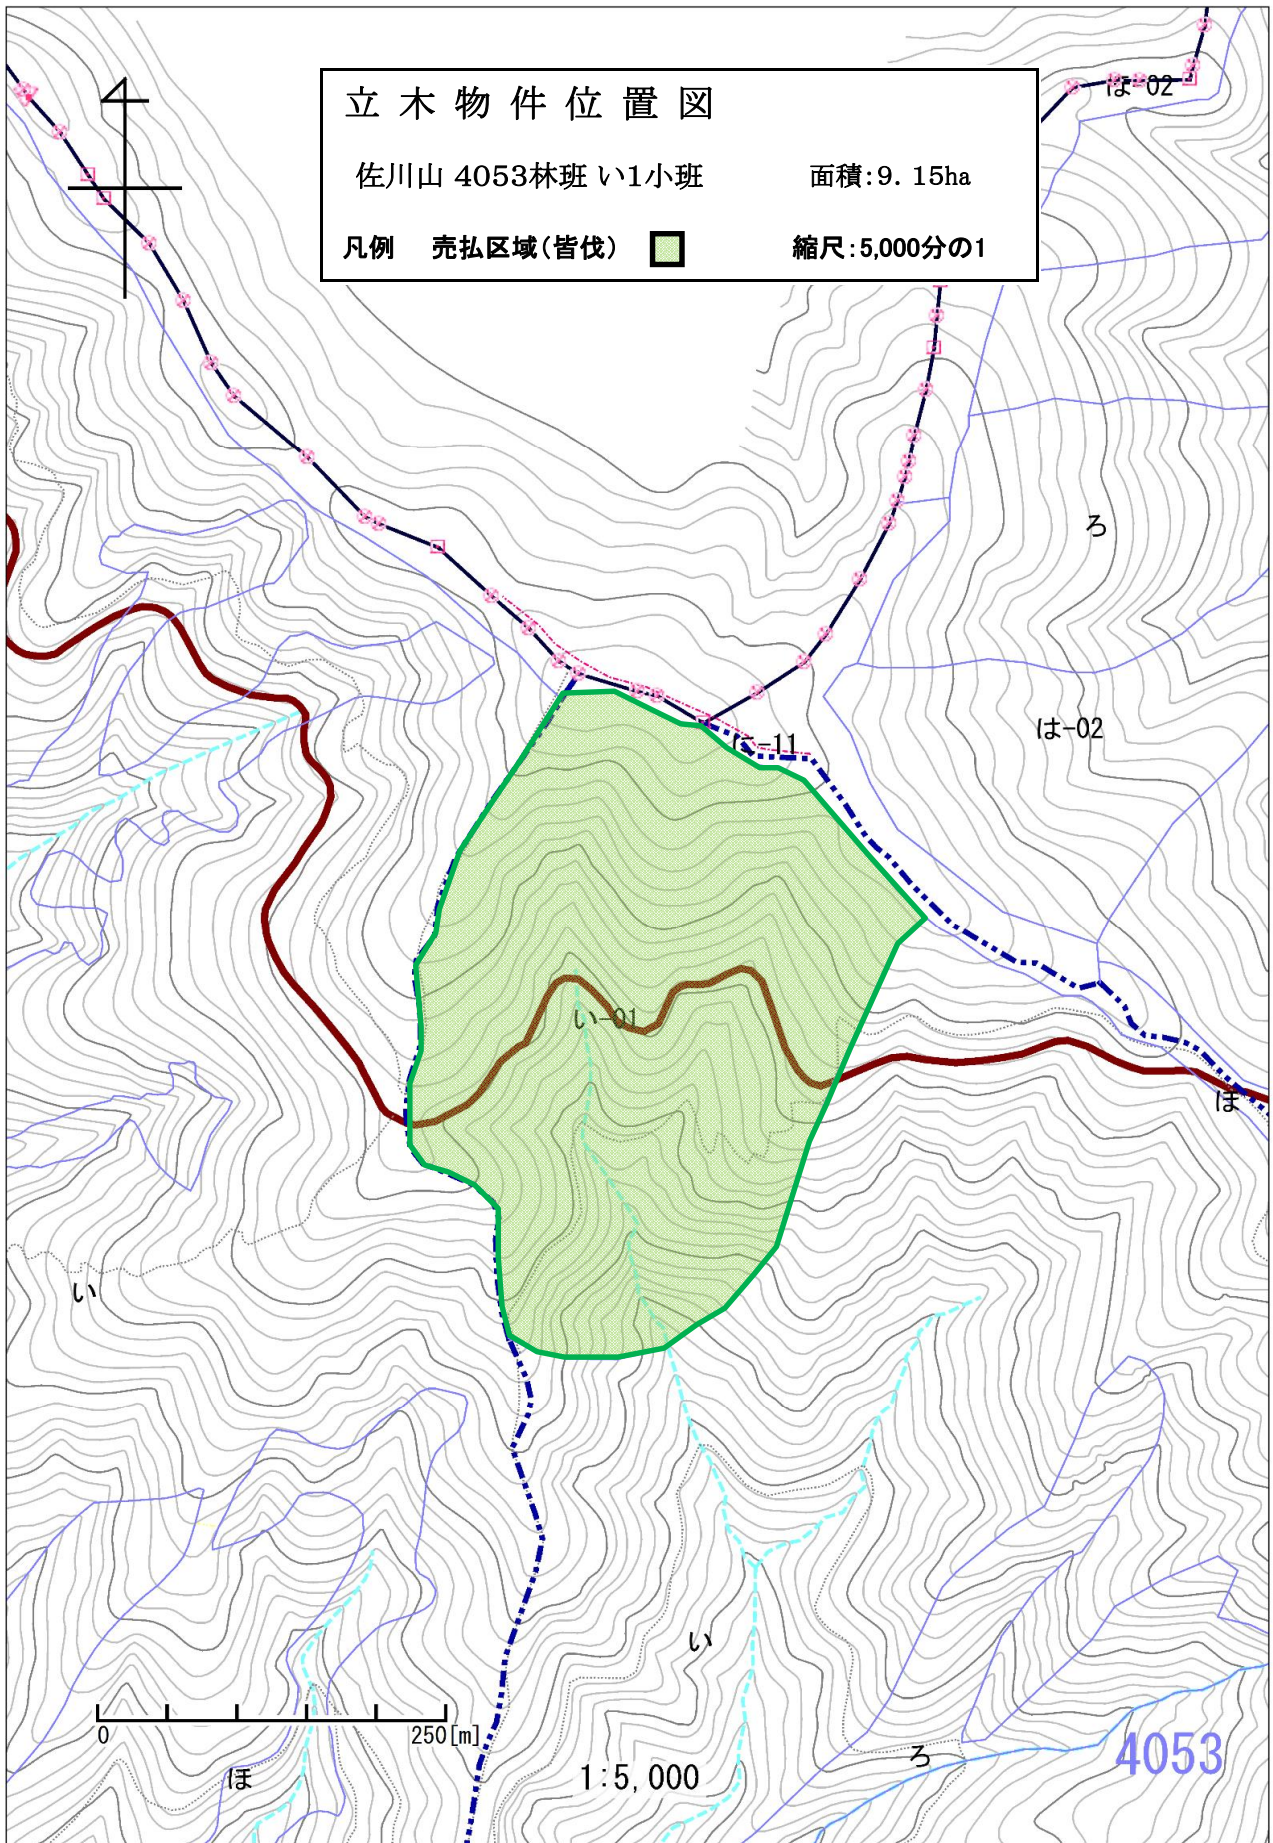 立木物件位置図
佐川山 4053林班 い1小班 面積:9.15ha
凡例 売払区域(皆伐) 縮尺:5,000分の1
は-02
ろ
は-02
に-11
い-01
ほ
い
い
0 250[m]
ほ
1:5,000
ろ
4053